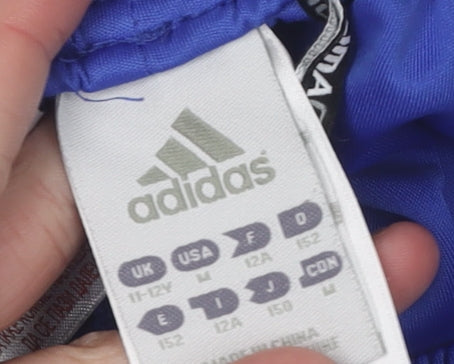 adidas
UK USA F D
11-12Y M 12A 152
E I J CDN
152 12A 150 M
MADE IN CHINA